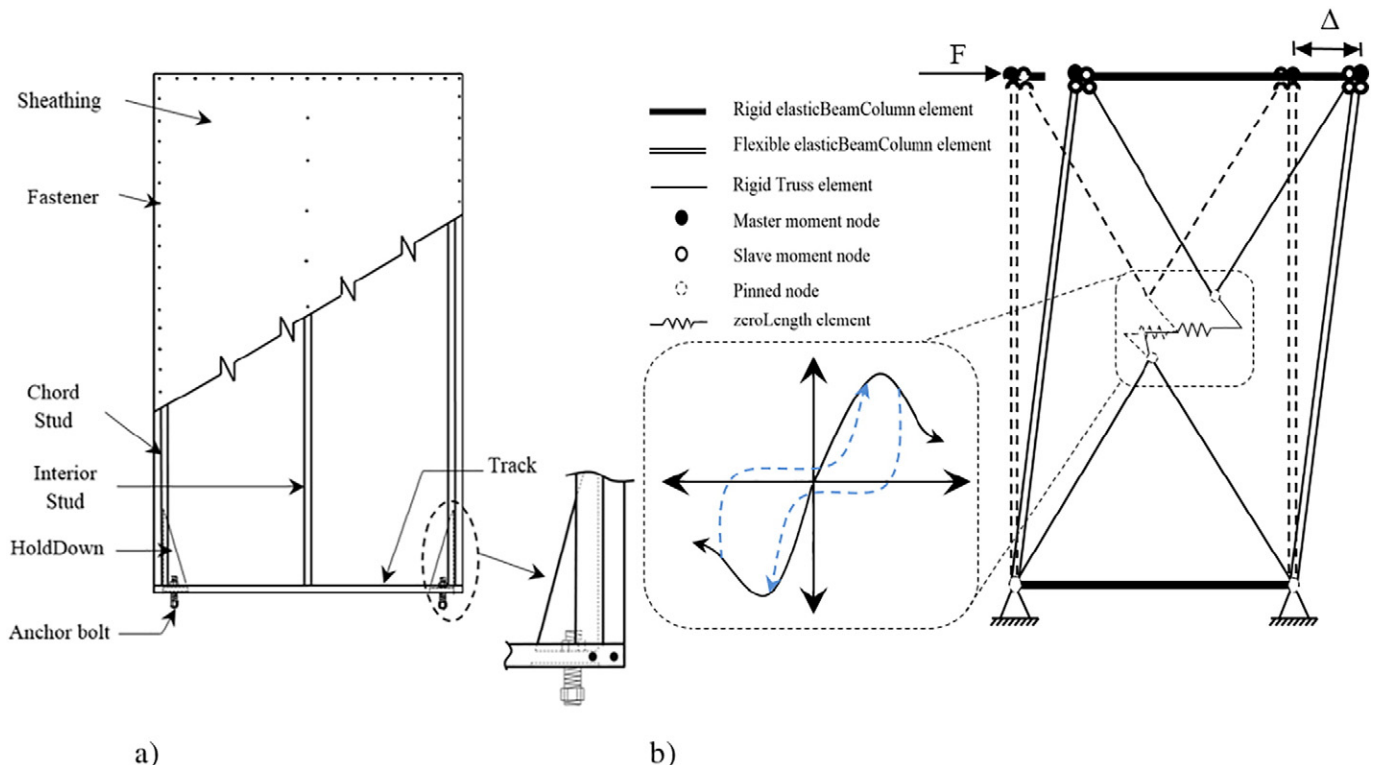 Sheathing
Fastener
Chord
Stud
Interior
Stud
HoldDown
Anchor bolt
Track
a)
Rigid elasticBeamColumn element
Flexible elasticBeamColumn element
Rigid Truss element
Master moment node
Slave moment node
Pinned node
zeroLength element
F
Δ
b)